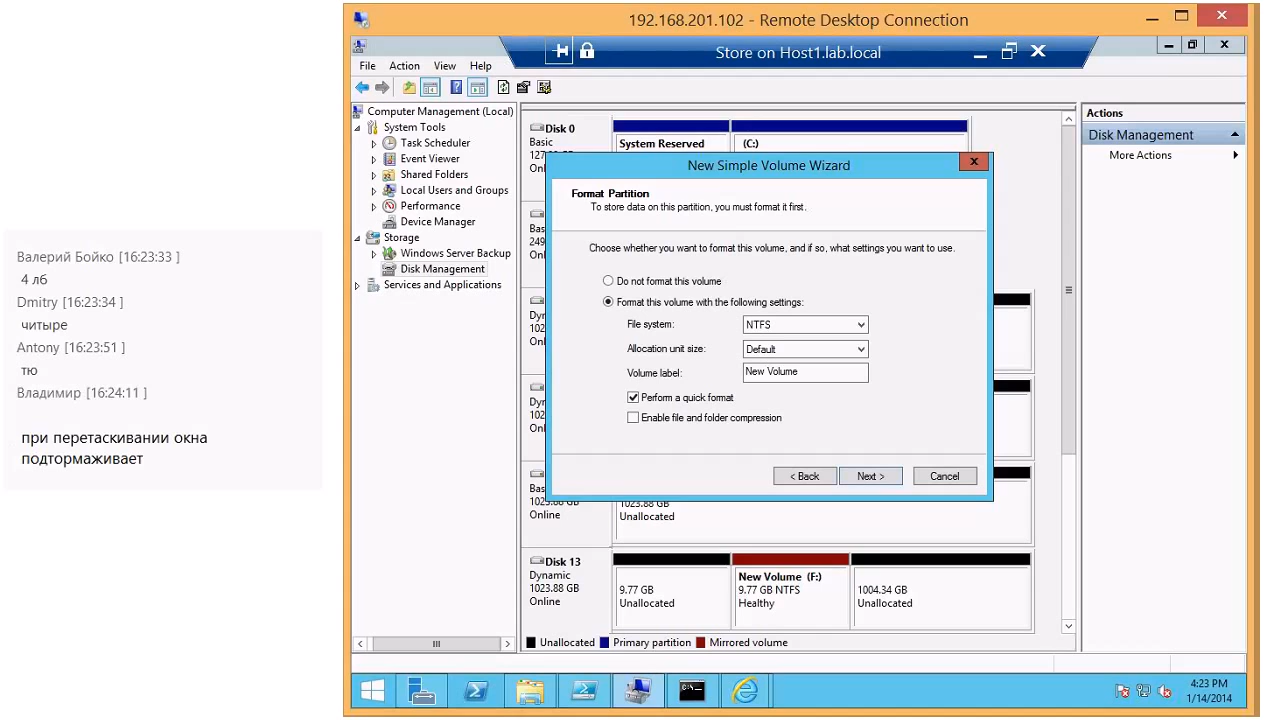 192.168.201.102 - Remote Desktop Connection
Store on Host1.lab.local
File Action View Help
Computer Management (Local)
System Tools
Task Scheduler
Event Viewer
Shared Folders
Local Users and Groups
Performance
Device Manager
Storage
Windows Server Backup
Disk Management
Services and Applications
Disk 0
Basic
System Reserved
(C:)
New Simple Volume Wizard
Format Partition
To store data on this partition, you must format it first.
Choose whether you want to format this volume, and if so, what settings you want to use.
Do not format this volume
Format this volume with the following settings:
File system: NTFS
Allocation unit size: Default
Volume label: New Volume
Perform a quick format
Enable file and folder compression
< Back Next > Cancel
1023.88 GB
Online
1023.88 GB
Unallocated
Disk 13
Dynamic
1023.88 GB
Online
9.77 GB
Unallocated
New Volume (F:)
9.77 GB NTFS
Healthy
1004.34 GB
Unallocated
Unallocated Primary partition Mirrored volume
Actions
Disk Management
More Actions
4:23 PM
1/14/2014
Валерий Бойко [16:23:33 ]
4 лб
Dmitry [16:23:34 ]
читыре
Antony [16:23:51 ]
тю
Владимир [16:24:11 ]
при перетаскивании окна
подтормаживает